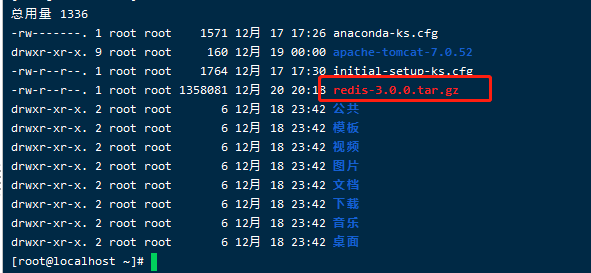 总用量 1336
-rw-------. 1 root root    1571 12月 17 17:26 anaconda-ks.cfg
drwxr-xr-x. 9 root root     160 12月 19 00:00 apache-tomcat-7.0.52
-rw-r--r--. 1 root root    1764 12月 17 17:30 initial-setup-ks.cfg
-rw-r--r--. 1 root root 1358081 12月 20 20:18 redis-3.0.0.tar.gz
drwxr-xr-x. 2 root root       6 12月 18 23:42 公共
drwxr-xr-x. 2 root root       6 12月 18 23:42 模板
drwxr-xr-x. 2 root root       6 12月 18 23:42 视频
drwxr-xr-x. 2 root root       6 12月 18 23:42 图片
drwxr-xr-x. 2 root root       6 12月 18 23:42 文档
drwxr-xr-x. 2 root root       6 12月 18 23:42 下载
drwxr-xr-x. 2 root root       6 12月 18 23:42 音乐
drwxr-xr-x. 2 root root       6 12月 18 23:42 桌面
[root@localhost ~]#